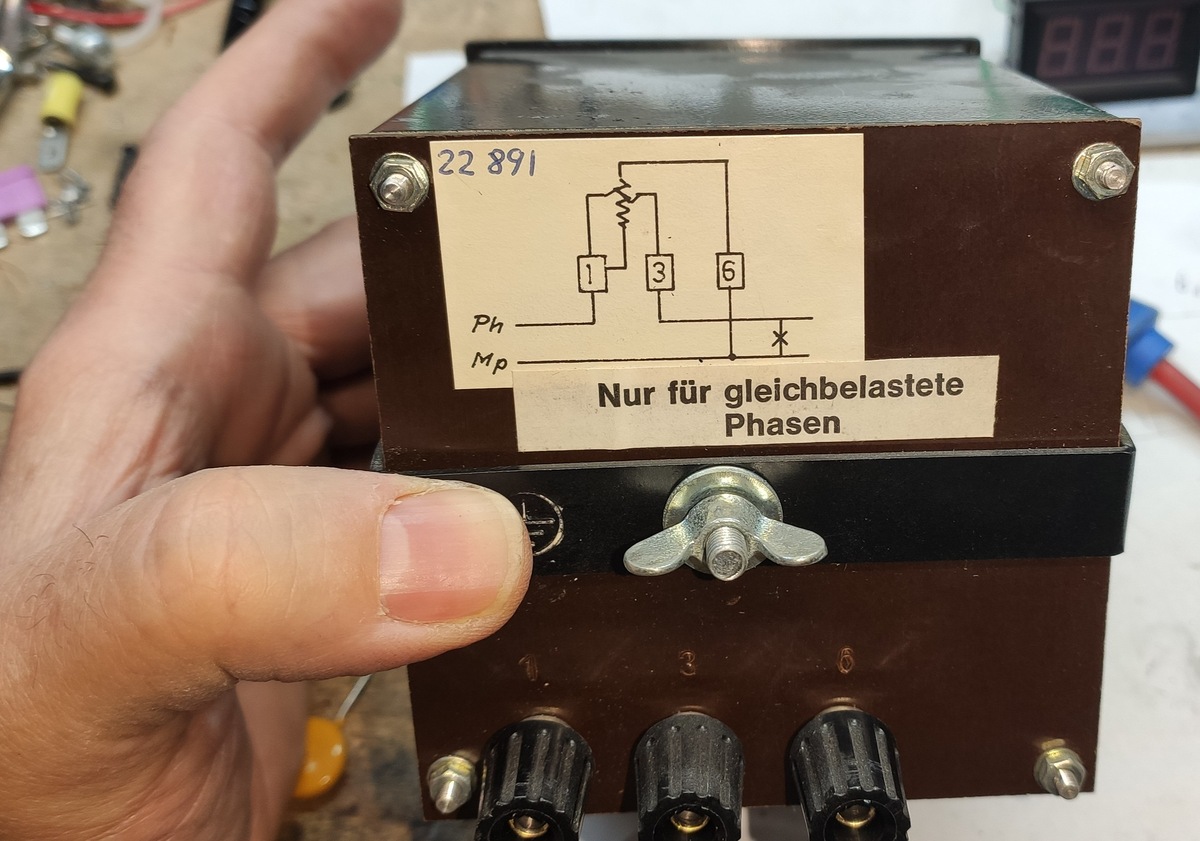 22 891
1 3 6
Ph
Mp
Nur für gleichbelastete
Phasen
1 3 6